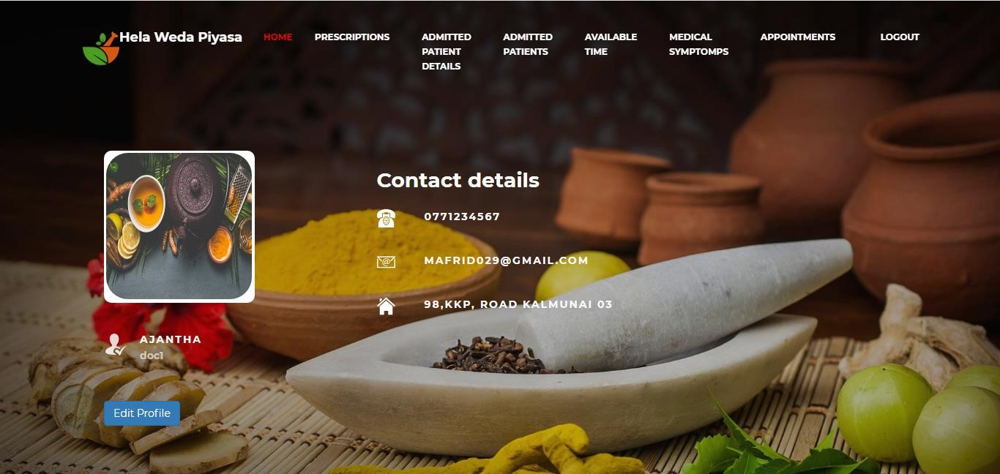 Hela Weda Piyasa
HOME
PRESCRIPTIONS
ADMITTED
PATIENT
DETAILS
ADMITTED
PATIENTS
AVAILABLE
TIME
MEDICAL
SYMPTOMPS
APPOINTMENTS
LOGOUT
Contact details
0771234567
MAFRID029@GMAIL.COM
98,KKP, ROAD KALMUNAI 03
AJANTHA
doc1
Edit Profile